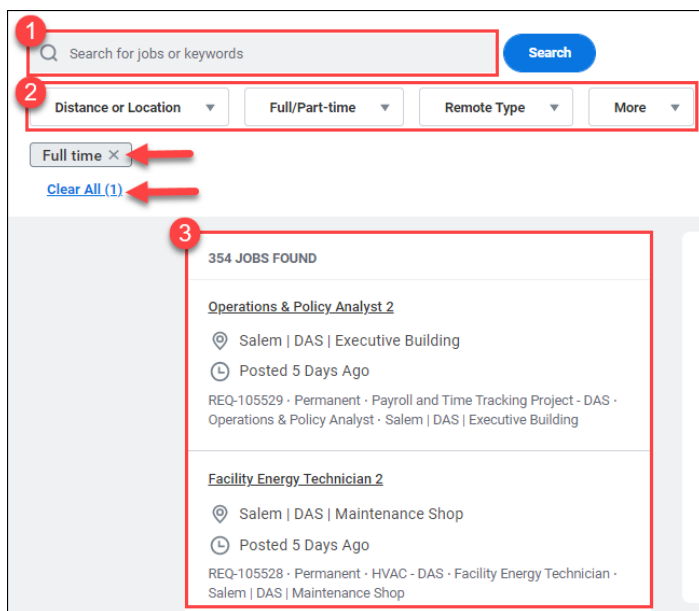 1
Search for jobs or keywords
Search
2
Distance or Location
Full/Part-time
Remote Type
More
Full time
Clear All (1)
3
354 JOBS FOUND
Operations & Policy Analyst 2
Salem | DAS | Executive Building
Posted 5 Days Ago
REQ-105529 · Permanent · Payroll and Time Tracking Project - DAS ·
Operations & Policy Analyst · Salem | DAS | Executive Building
Facility Energy Technician 2
Salem | DAS | Maintenance Shop
Posted 5 Days Ago
REQ-105528 · Permanent · HVAC - DAS · Facility Energy Technician ·
Salem | DAS | Maintenance Shop